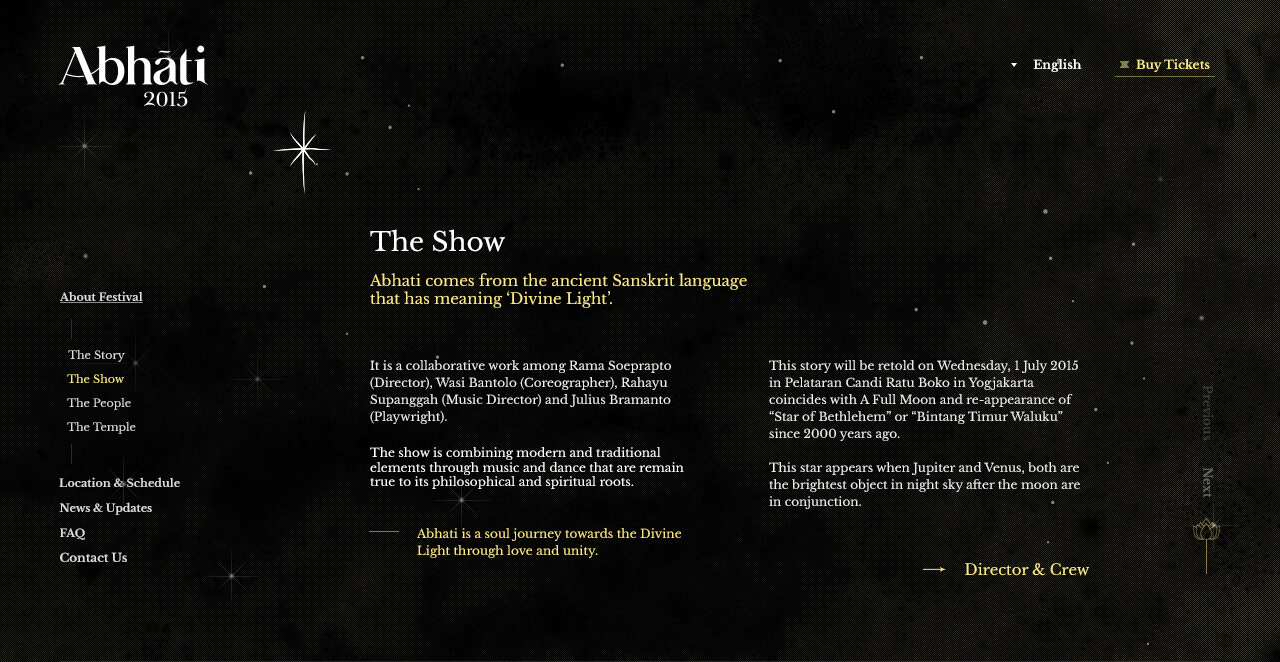 Abhāti
2015
English
Buy Tickets
About Festival
The Story
The Show
The People
The Temple
Location & Schedule
News & Updates
FAQ
Contact Us
The Show
Abhati comes from the ancient Sanskrit language
that has meaning ‘Divine Light’.
It is a collaborative work among Rama Soeprapto
(Director), Wasi Bantolo (Coreographer), Rahayu
Supanggah (Music Director) and Julius Bramanto
(Playwright).
The show is combining modern and traditional
elements through music and dance that are remain
true to its philosophical and spiritual roots.
Abhati is a soul journey towards the Divine
Light through love and unity.
This story will be retold on Wednesday, 1 July 2015
in Pelataran Candi Ratu Boko in Yogjakarta
coincides with A Full Moon and re-appearance of
“Star of Bethlehem” or “Bintang Timur Waluku”
since 2000 years ago.
This star appears when Jupiter and Venus, both are
the brightest object in night sky after the moon are
in conjunction.
Director & Crew
Previous
Next